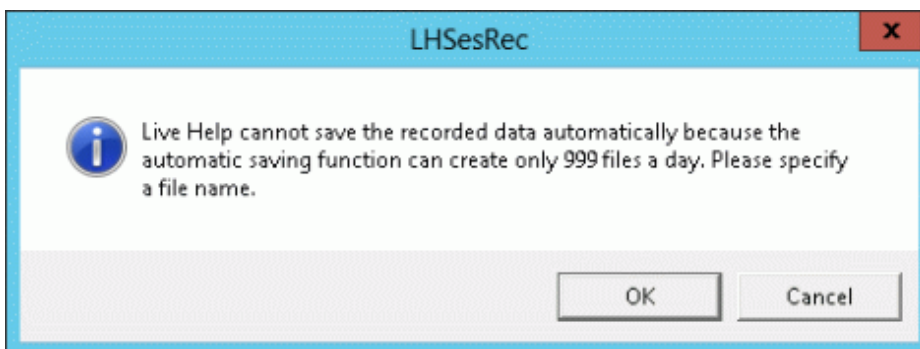 LHSesRec
x
Live Help cannot save the recorded data automatically because the
automatic saving function can create only 999 files a day. Please specify
a file name.
OK
Cancel